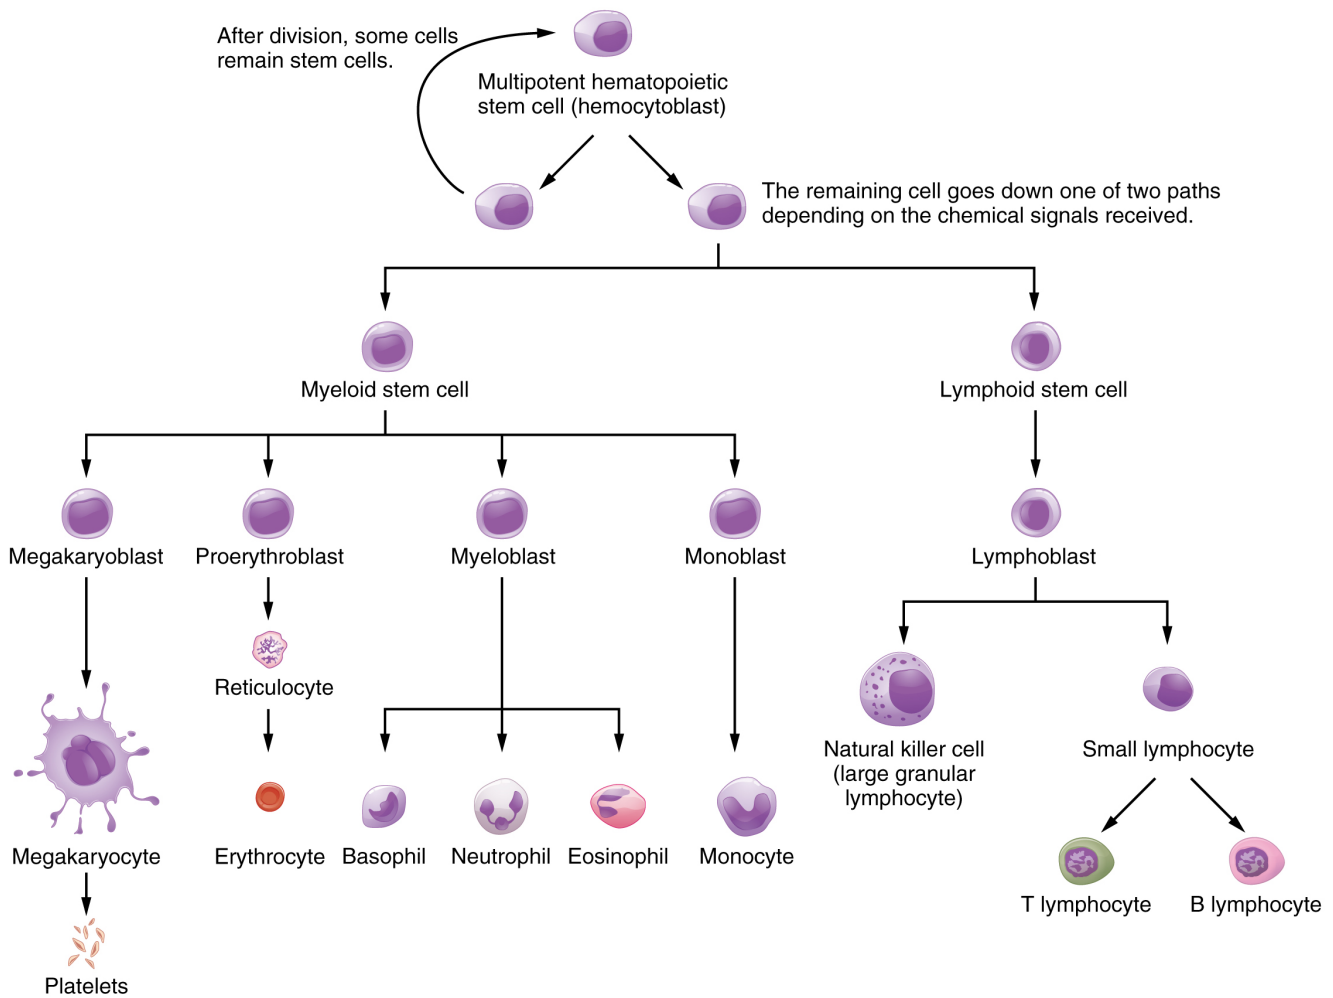 After division, some cells
remain stem cells.
Multipotent hematopoietic
stem cell (hemocytoblast)
The remaining cell goes down one of two paths
depending on the chemical signals received.
Myeloid stem cell
Lymphoid stem cell
Megakaryoblast
Proerythroblast
Myeloblast
Monoblast
Lymphoblast
Reticulocyte
Natural killer cell
(large granular
lymphocyte)
Small lymphocyte
Megakaryocyte
Erythrocyte
Basophil
Neutrophil
Eosinophil
Monocyte
T lymphocyte
B lymphocyte
Platelets